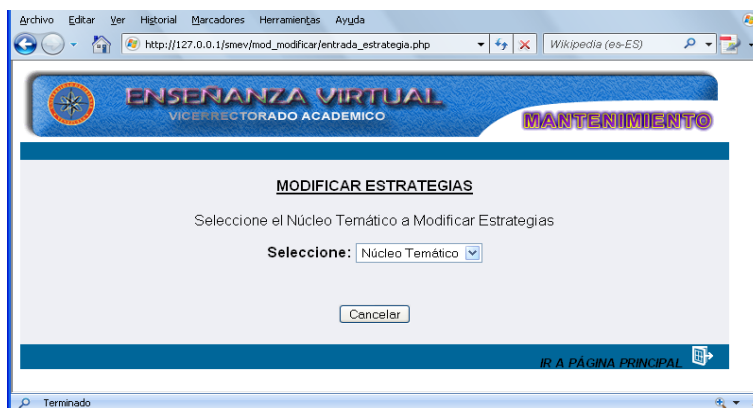 Archivo Editar Ver Historial Marcadores Herramientas Ayuda
http://127.0.0.1/smev/mod_modificar/entrada_estrategia.php Wikipedia (es-ES)
ENSEÑANZA VIRTUAL
VICERRECTORADO ACADEMICO
MANTENIMIENTO
MODIFICAR ESTRATEGIAS
Seleccione el Núcleo Temático a Modificar Estrategias
Seleccione: Núcleo Temático
Cancelar
IR A PÁGINA PRINCIPAL
Terminado